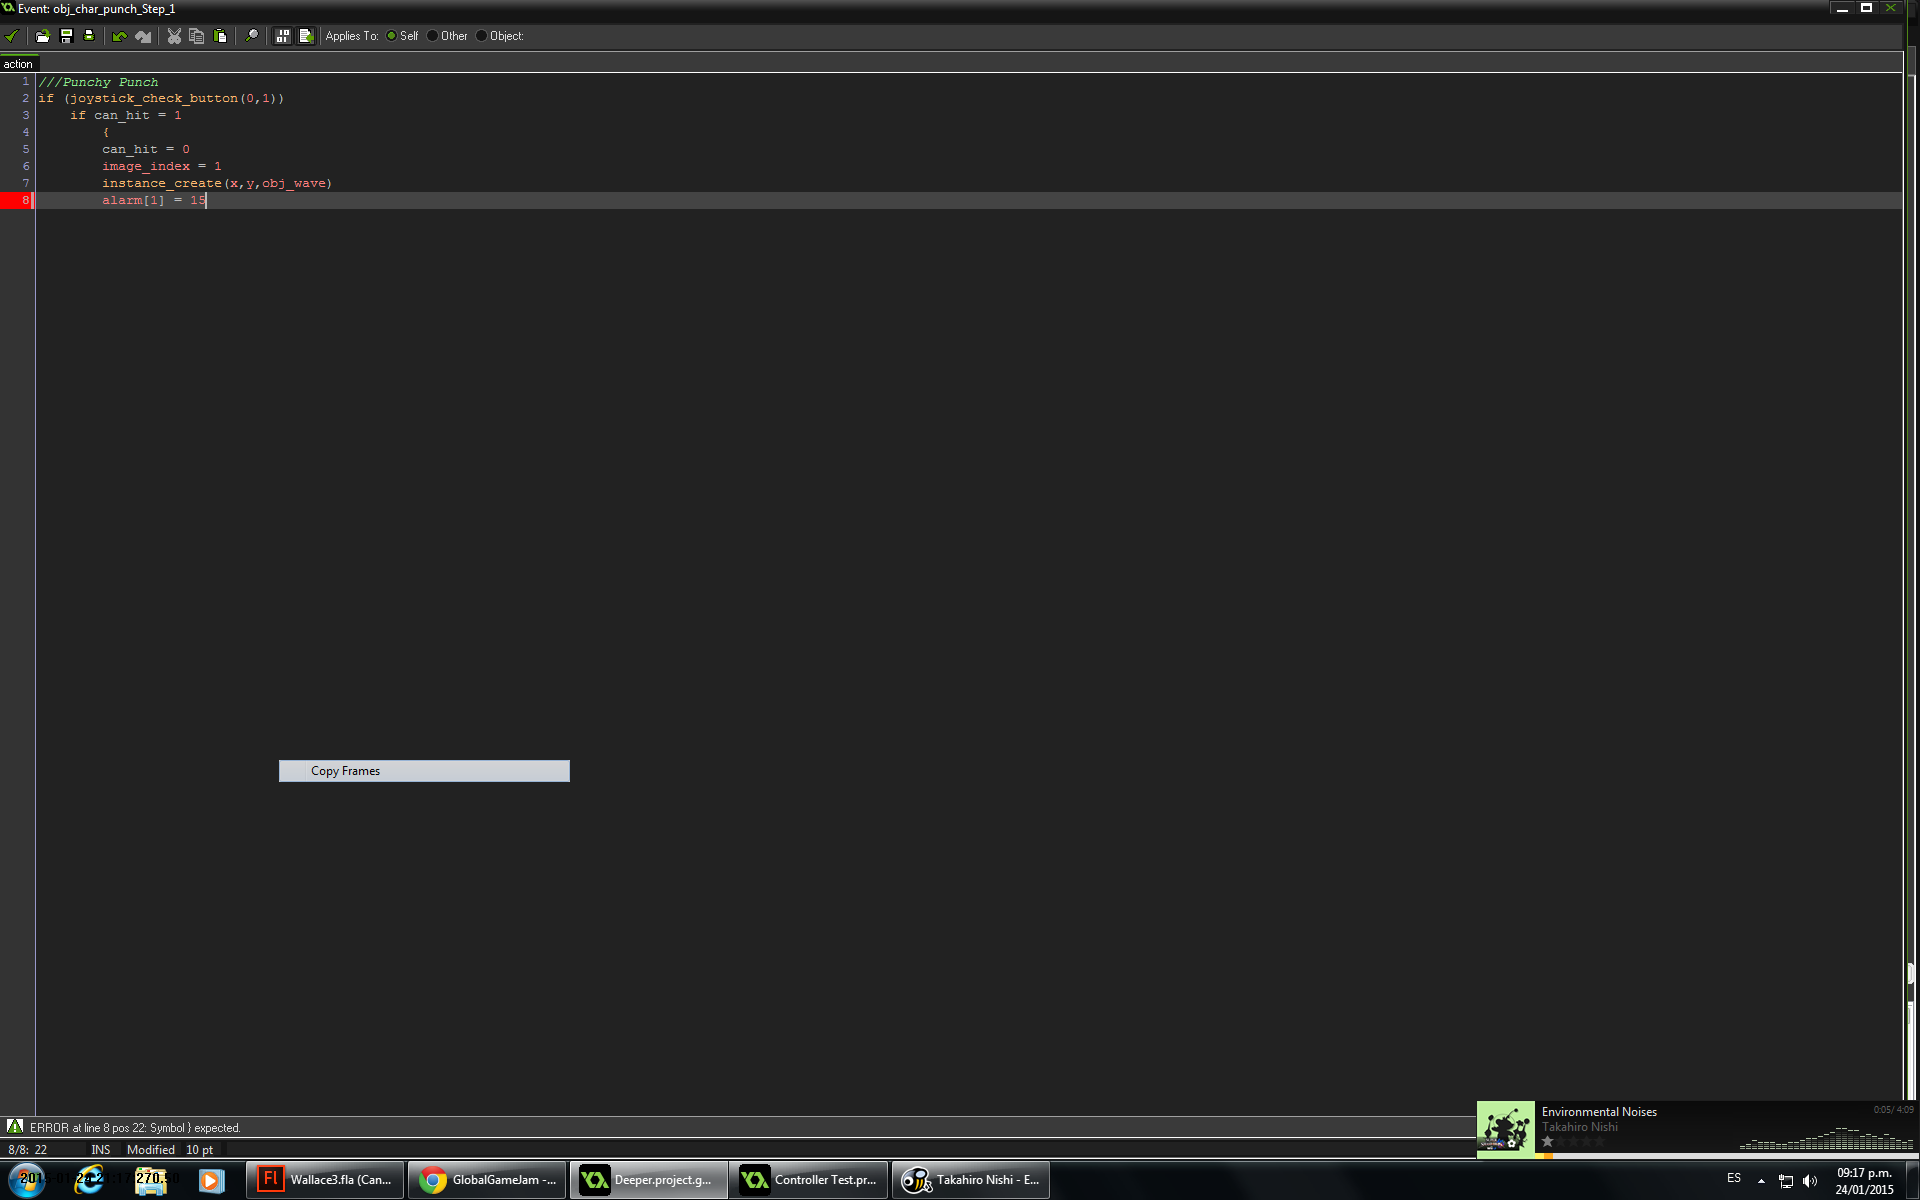 Event: obj_char_punch_Step_1
Applies To: Self Other Object:
action
1 ///Punchy Punch
2 if (joystick_check_button(0,1))
3 if can_hit = 1
4 {
5 can_hit = 0
6 image_index = 1
7 instance_create(x,y,obj_wave)
8 alarm[1] = 15
Copy Frames
ERROR at line 8 pos 22: Symbol } expected.
8/8: 22 INS Modified 10 pt
Environmental Noises 0:05/ 4:09
Takahiro Nishi
Fl Wallace3.fla (Can... GlobalGameJam -... Deeper.project.g... Controller Test.pr... Takahiro Nishi - E... ES 09:17 p.m.
24/01/2015